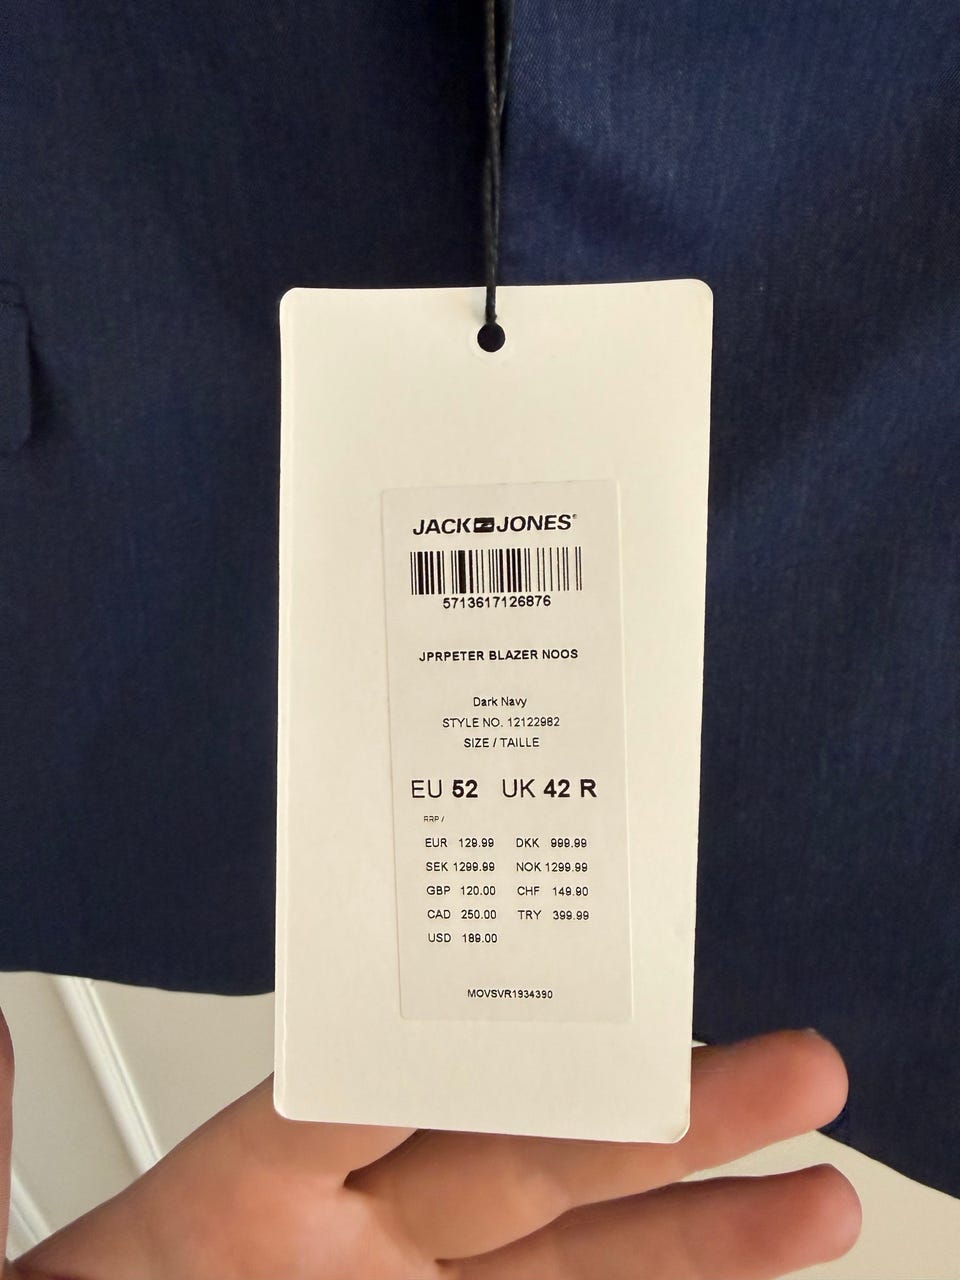 JACK JONES®
5713617126876
JPRPETER BLAZER NOOS
Dark Navy
STYLE NO. 12122982
SIZE / TAILLE
EU 52 UK 42 R
RRP /
EUR 129.99 DKK 999.99
SEK 1299.99 NOK 1299.99
GBP 120.00 CHF 149.90
CAD 250.00 TRY 399.99
USD 189.00
MOVSVR1934390